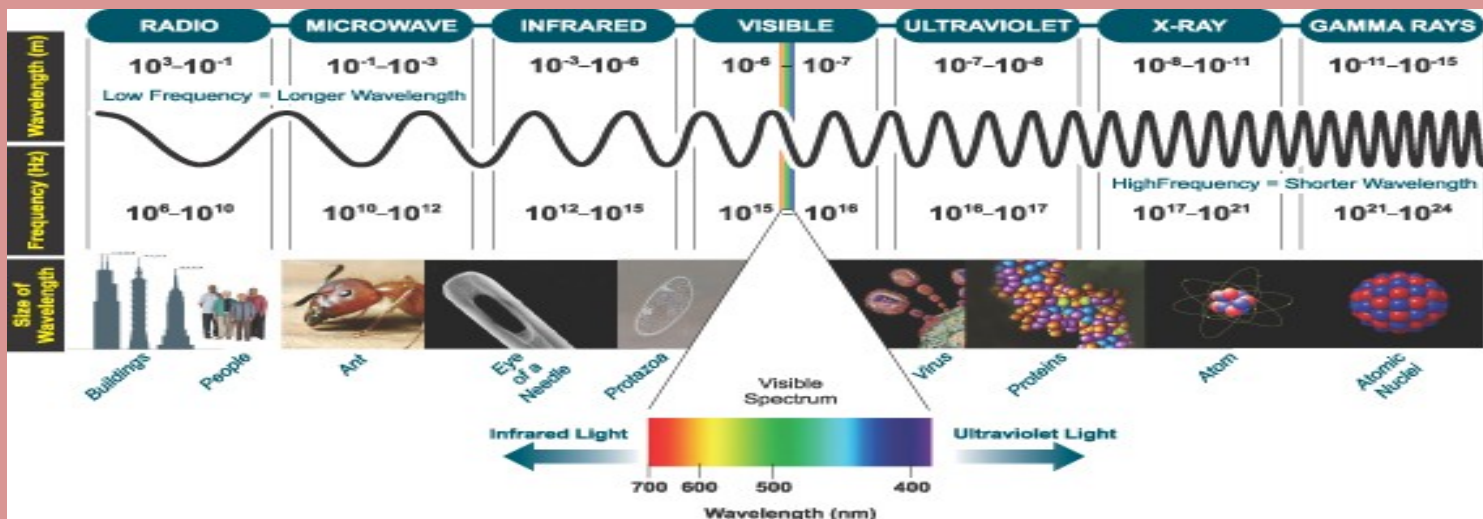 RADIO MICROWAVE INFRARED VISIBLE ULTRAVIOLET X-RAY GAMMA RAYS
Wavelength (m)
10³–10⁻¹ 10⁻¹–10⁻³ 10⁻³–10⁻⁶ 10⁻⁶ – 10⁻⁷ 10⁻⁷–10⁻⁸ 10⁻⁸–10⁻¹¹ 10⁻¹¹–10⁻¹⁵
Low Frequency = Longer Wavelength
HighFrequency = Shorter Wavelength
Frequency (Hz)
10⁶–10¹⁰ 10¹⁰–10¹² 10¹²–10¹⁵ 10¹⁵ – 10¹⁶ 10¹⁶–10¹⁷ 10¹⁷–10²¹ 10²¹–10²⁴
Size of
Wavelength
Buildings
People
Ant
Eye
of a
Needle
Protazoa
Virus
Proteins
Atom
Atomic
Nuclei
Visible
Spectrum
Infrared Light
Ultraviolet Light
700 600 500 400
Wavelength (nm)